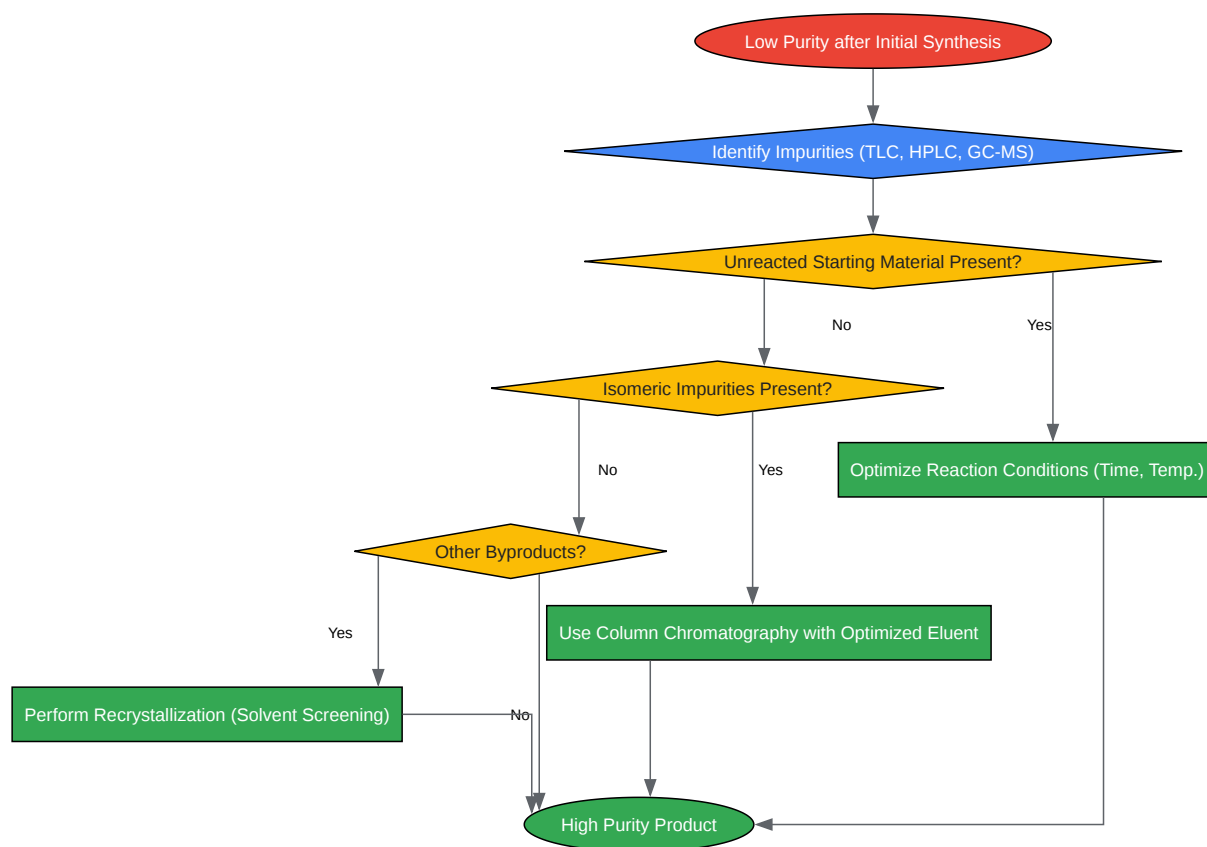 Low Purity after Initial Synthesis
Identify Impurities (TLC, HPLC, GC-MS)
Unreacted Starting Material Present?
No
Yes
Isomeric Impurities Present?
No
Yes
Optimize Reaction Conditions (Time, Temp.)
Other Byproducts?
Yes
Use Column Chromatography with Optimized Eluent
Perform Recrystallization (Solvent Screening)
No
High Purity Product